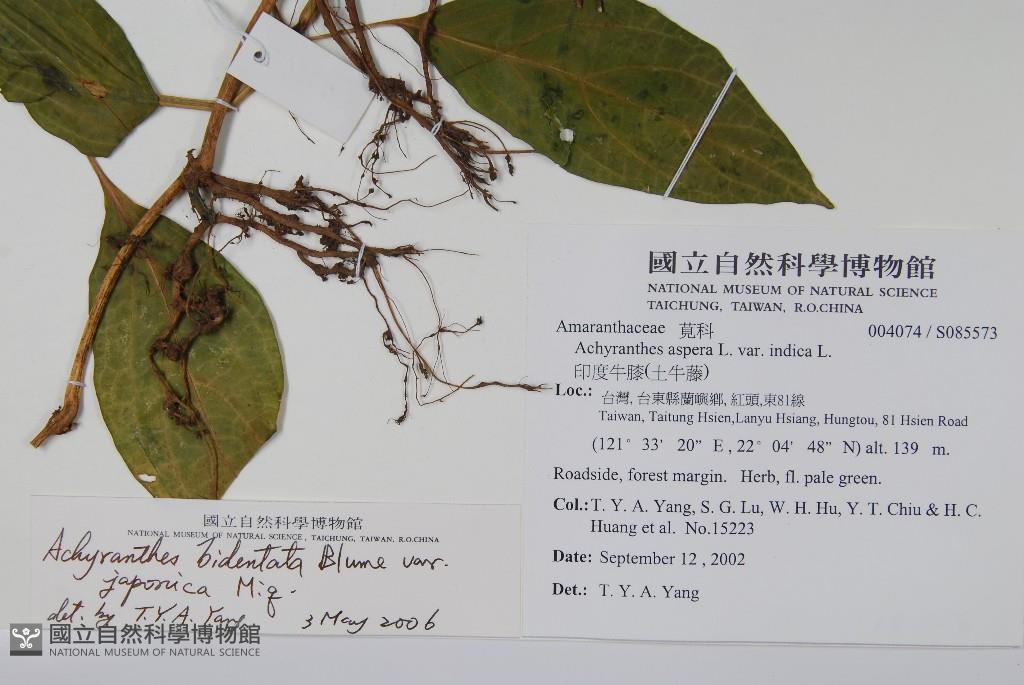 國立自然科學博物館
NATIONAL MUSEUM OF NATURAL SCIENCE
TAICHUNG, TAIWAN, R.O.CHINA
Amaranthaceae 莧科 004074 / S085573
Achyranthes aspera L. var. indica L.
印度牛膝(土牛藤)
Loc.: 台灣, 台東縣蘭嶼鄉, 紅頭,東81線
Taiwan, Taitung Hsien,Lanyu Hsiang, Hungtou, 81 Hsien Road
(121° 33' 20" E , 22° 04' 48" N) alt. 139 m.
Roadside, forest margin. Herb, fl. pale green.
Col.: T. Y. A. Yang, S. G. Lu, W. H. Hu, Y. T. Chiu & H. C.
Huang et al. No.15223
Date: September 12 , 2002
Det.: T. Y. A. Yang
國立自然科學博物館
NATIONAL MUSEUM OF NATURAL SCIENCE , TAICHUNG, TAIWAN, R.O.CHINA
Achyranthes bidentata Blume var.
japonica Miq.
det. by T.Y.A. Yang 3 May 2006
國立自然科學博物館
NATIONAL MUSEUM OF NATURAL SCIENCE